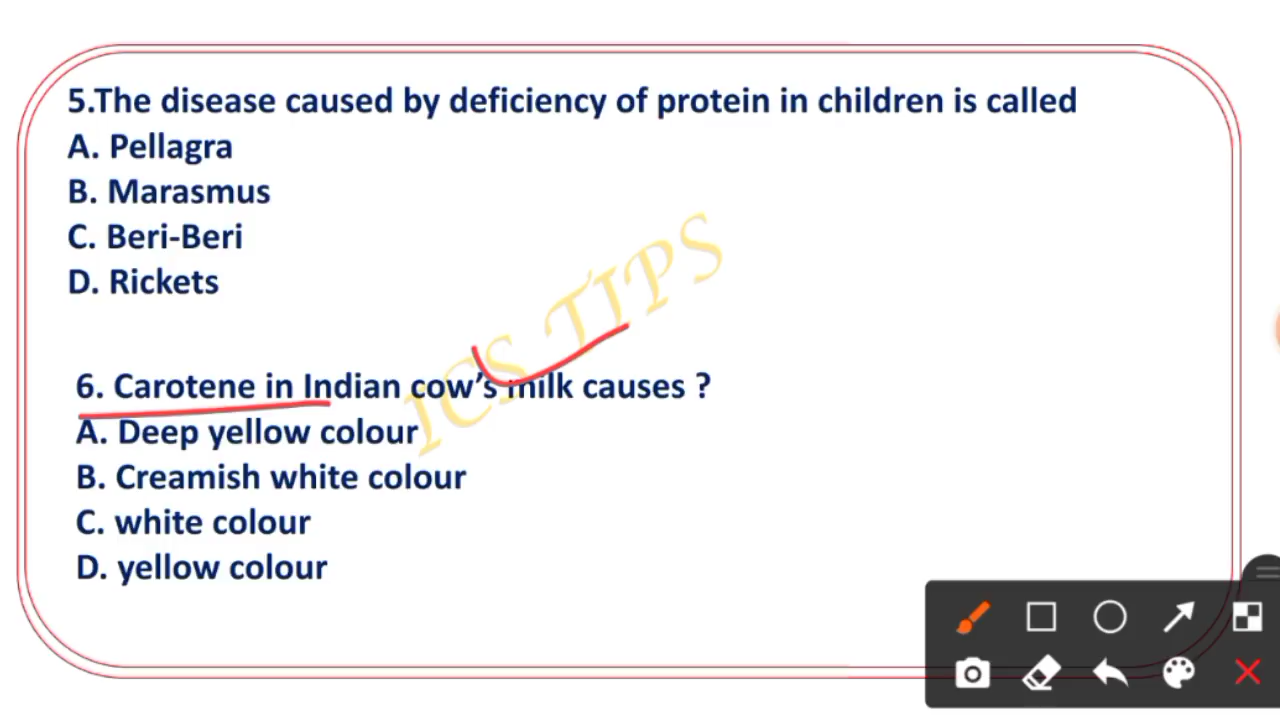 5.The disease caused by deficiency of protein in children is called
A. Pellagra
B. Marasmus
C. Beri-Beri
D. Rickets
ICS TIPS
6. Carotene in Indian cow's milk causes ?
A. Deep yellow colour
B. Creamish white colour
C. white colour
D. yellow colour